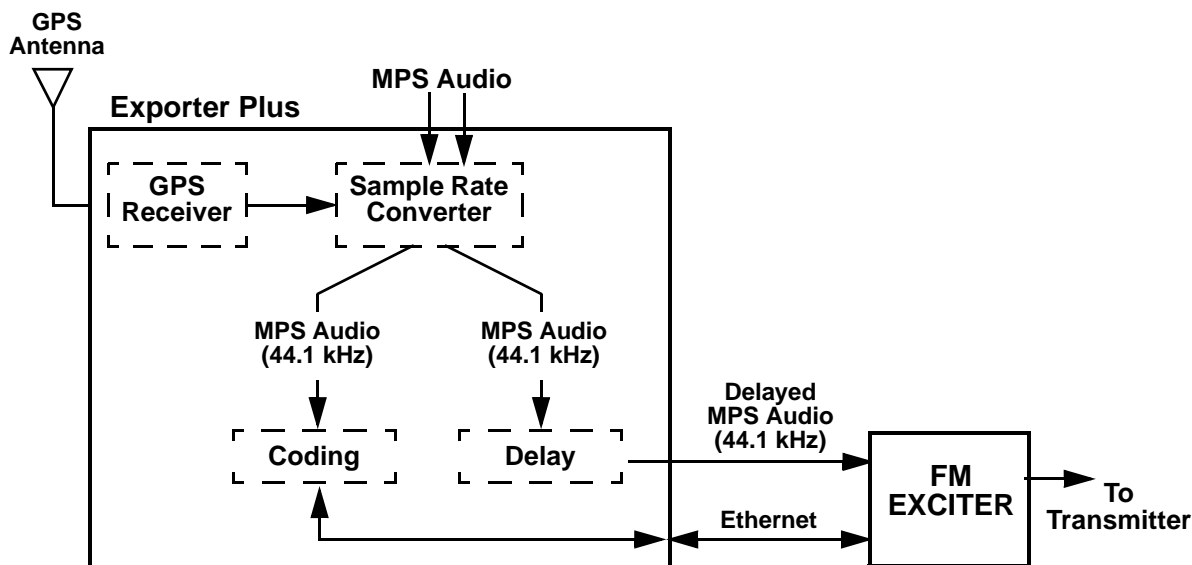 GPS
Antenna
MPS Audio
Exporter Plus
GPS
Receiver
Sample Rate
Converter
MPS Audio
(44.1 kHz)
MPS Audio
(44.1 kHz)
Delayed
MPS Audio
(44.1 kHz)
Coding
Delay
FM
EXCITER
To
Transmitter
Ethernet